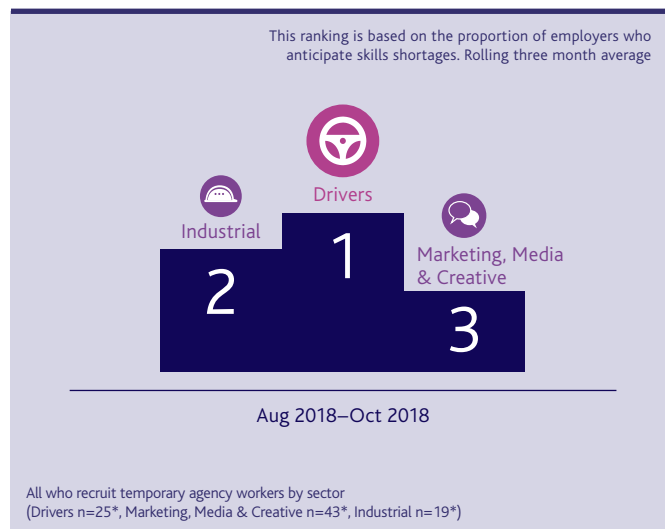 This ranking is based on the proportion of employers who
anticipate skills shortages. Rolling three month average
Drivers
Industrial
Marketing, Media
& Creative
1
2
3
Aug 2018–Oct 2018
All who recruit temporary agency workers by sector
(Drivers n=25*, Marketing, Media & Creative n=43*, Industrial n=19*)